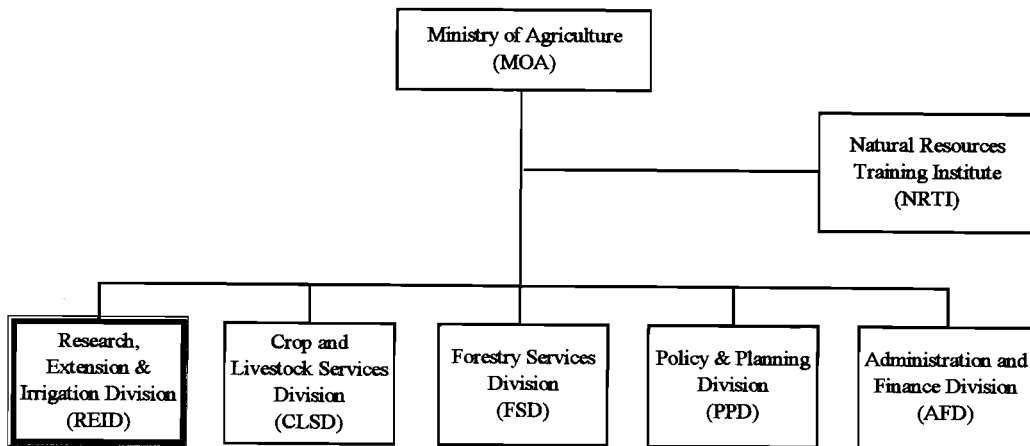 Ministry of Agriculture
(MOA)
Natural Resources
Training Institute
(NRTI)
Research,
Extension &
Irrigation Division
(REID)
Crop and
Livestock Services
Division
(CLSD)
Forestry Services
Division
(FSD)
Policy & Planning
Division
(PPD)
Administration and
Finance Division
(AFD)